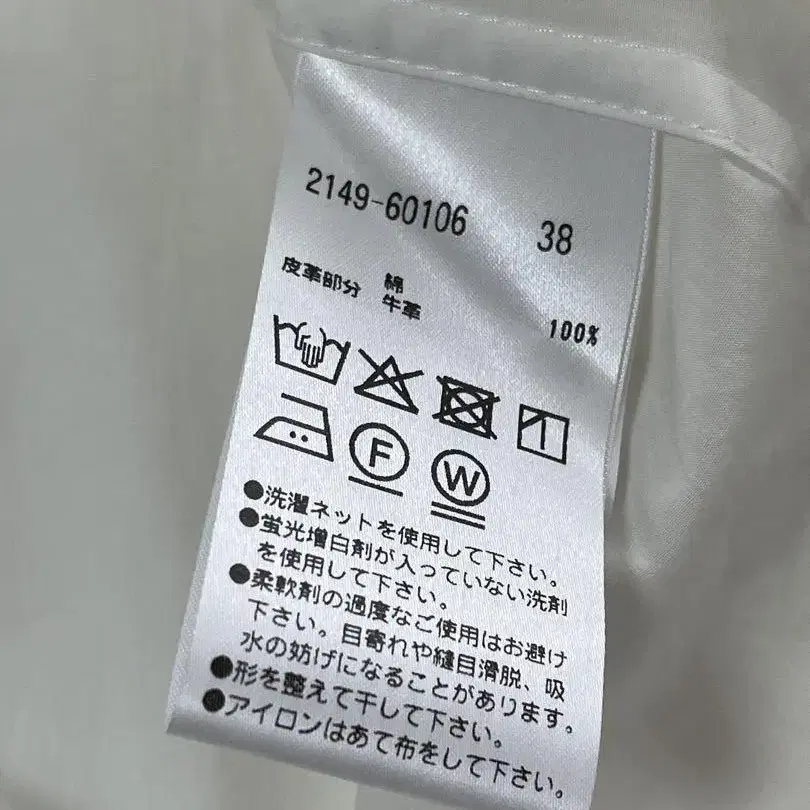 2149-60106 38
綿 100%
皮革部分 牛革
F W
●洗濯ネットを使用して下さい。
●蛍光増白剤が入っていない洗剤
を使用して下さい。
●柔軟剤の過度なご使用はお避け
下さい。目寄れや縫目滑脱、吸
水の妨げになることがあります。
●形を整えて干して下さい。
●アイロンはあて布をして下さい。